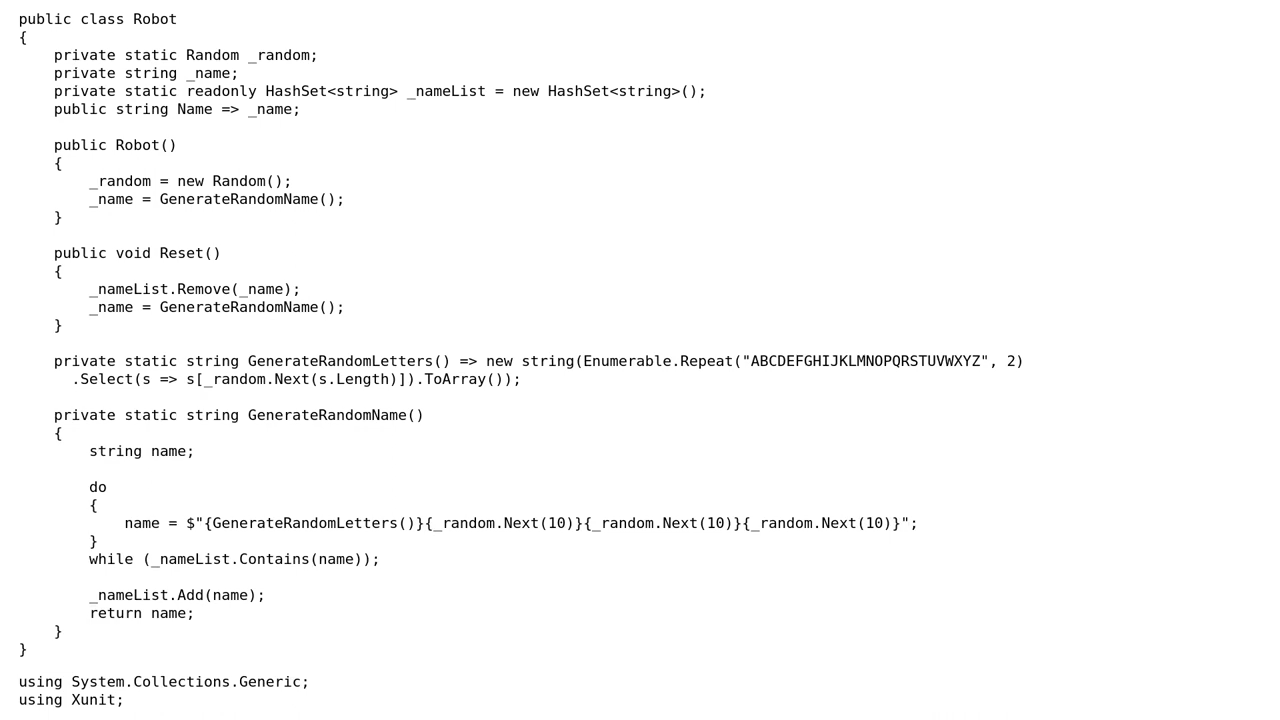 public class Robot
{
    private static Random _random;
    private string _name;
    private static readonly HashSet<string> _nameList = new HashSet<string>();
    public string Name => _name;

    public Robot()
    {
        _random = new Random();
        _name = GenerateRandomName();
    }

    public void Reset()
    {
        _nameList.Remove(_name);
        _name = GenerateRandomName();
    }

    private static string GenerateRandomLetters() => new string(Enumerable.Repeat("ABCDEFGHIJKLMNOPQRSTUVWXYZ", 2)
      .Select(s => s[_random.Next(s.Length)]).ToArray());

    private static string GenerateRandomName()
    {
        string name;

        do
        {
            name = $"{GenerateRandomLetters()}{_random.Next(10)}{_random.Next(10)}{_random.Next(10)}";
        }
        while (_nameList.Contains(name));

        _nameList.Add(name);
        return name;
    }
}

using System.Collections.Generic;
using Xunit;